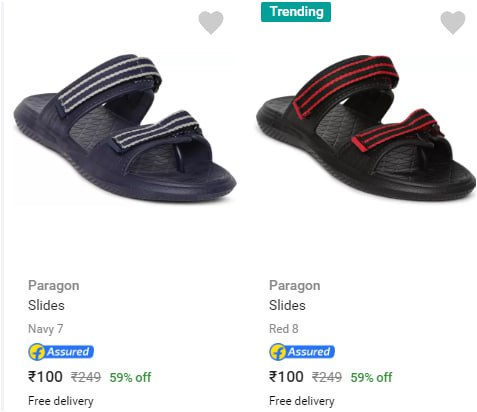 Trending
Paragon
Slides
Navy 7
f Assured
₹100 ₹249 59% off
Free delivery
Paragon
Slides
Red 8
f Assured
₹100 ₹249 59% off
Free delivery